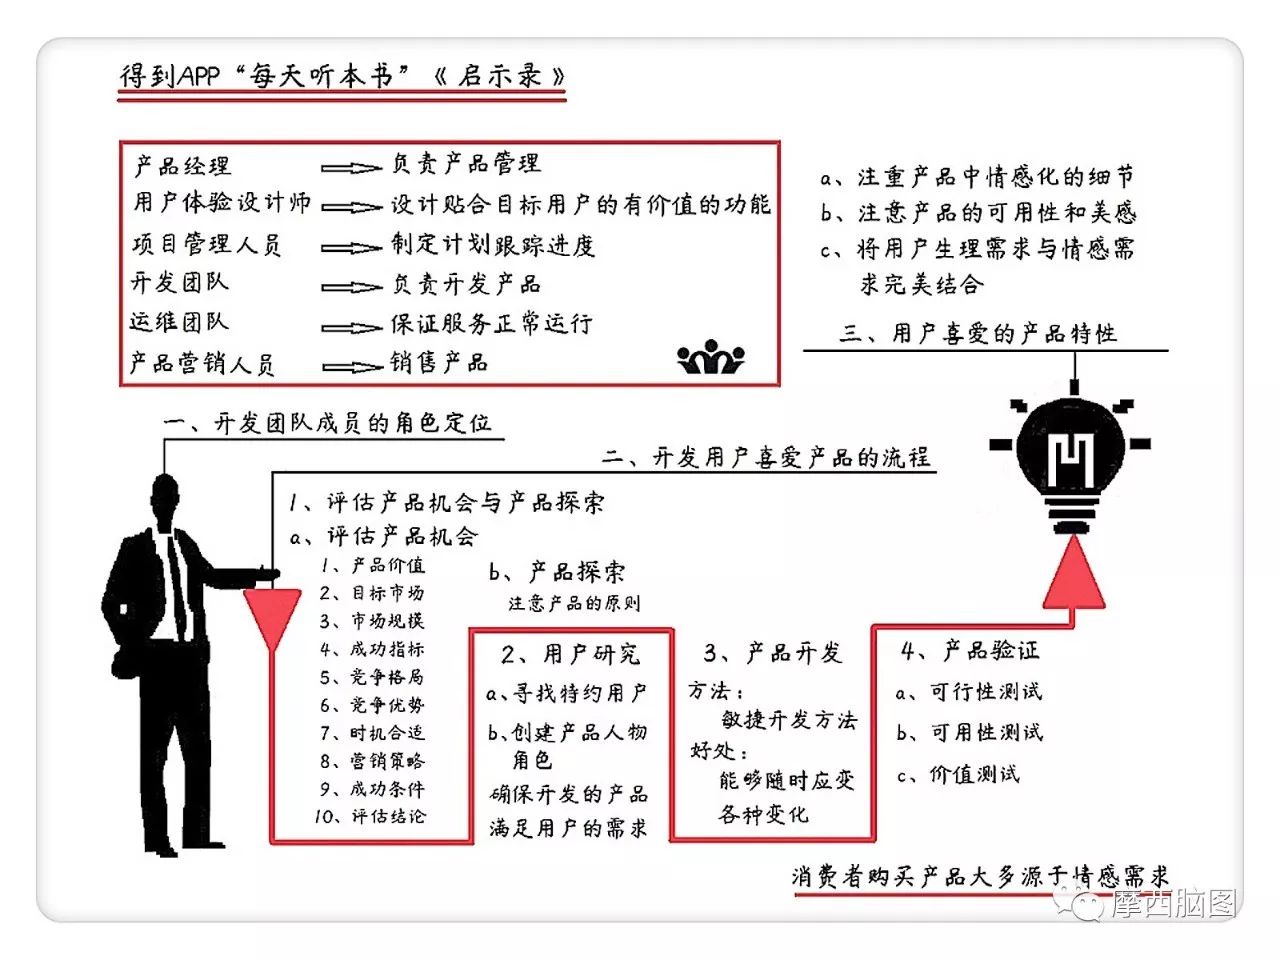 得到APP“每天听本书”《启示录》
产品经理 负责产品管理
用户体验设计师 设计贴合目标用户的有价值的功能
项目管理人员 制定计划跟踪进度
开发团队 负责开发产品
运维团队 保证服务正常运行
产品营销人员 销售产品
一、开发团队成员的角色定位
a、注重产品中情感化的细节
b、注意产品的可用性和美感
c、将用户生理需求与情感需
求完美结合
三、用户喜爱的产品特性
二、开发用户喜爱产品的流程
1、评估产品机会与产品探索
a、评估产品机会
1、产品价值
2、目标市场
3、市场规模
4、成功指标
5、竞争格局
6、竞争优势
7、时机合适
8、营销策略
9、成功条件
10、评估结论
b、产品探索
注意产品的原则
2、用户研究
a、寻找特约用户
b、创建产品人物
角色
确保开发的产品
满足用户的需求
3、产品开发
方法：
敏捷开发方法
好处：
能够随时应变
各种变化
4、产品验证
a、可行性测试
b、可用性测试
c、价值测试
消费者购买产品大多源于情感需求
摩西脑图